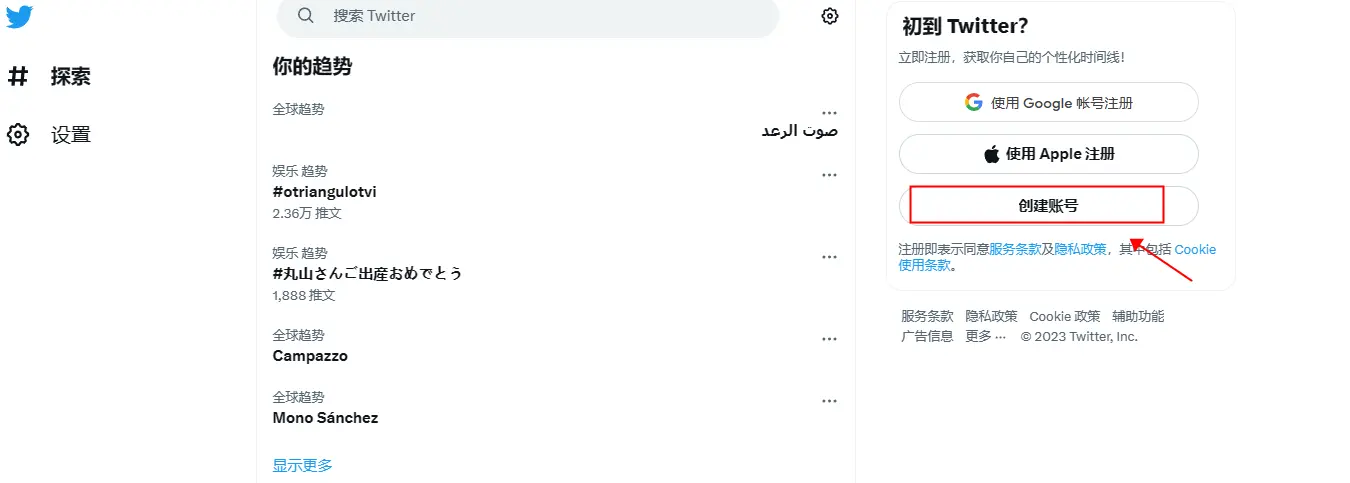 搜索 Twitter
探索
设置
你的趋势
全球趋势
صوت الرعد
娱乐 趋势
#otriangulotvi
2.36万 推文
娱乐 趋势
#丸山さんご出産おめでとう
1,888 推文
全球趋势
Campazzo
全球趋势
Mono Sánchez
显示更多
初到 Twitter？
立即注册，获取你自己的个性化时间线！
使用 Google 帐号注册
使用 Apple 注册
创建账号
注册即表示同意服务条款及隐私政策，其中包括 Cookie
使用条款。
服务条款 隐私政策 Cookie 政策 辅助功能
广告信息 更多 ··· © 2023 Twitter, Inc.